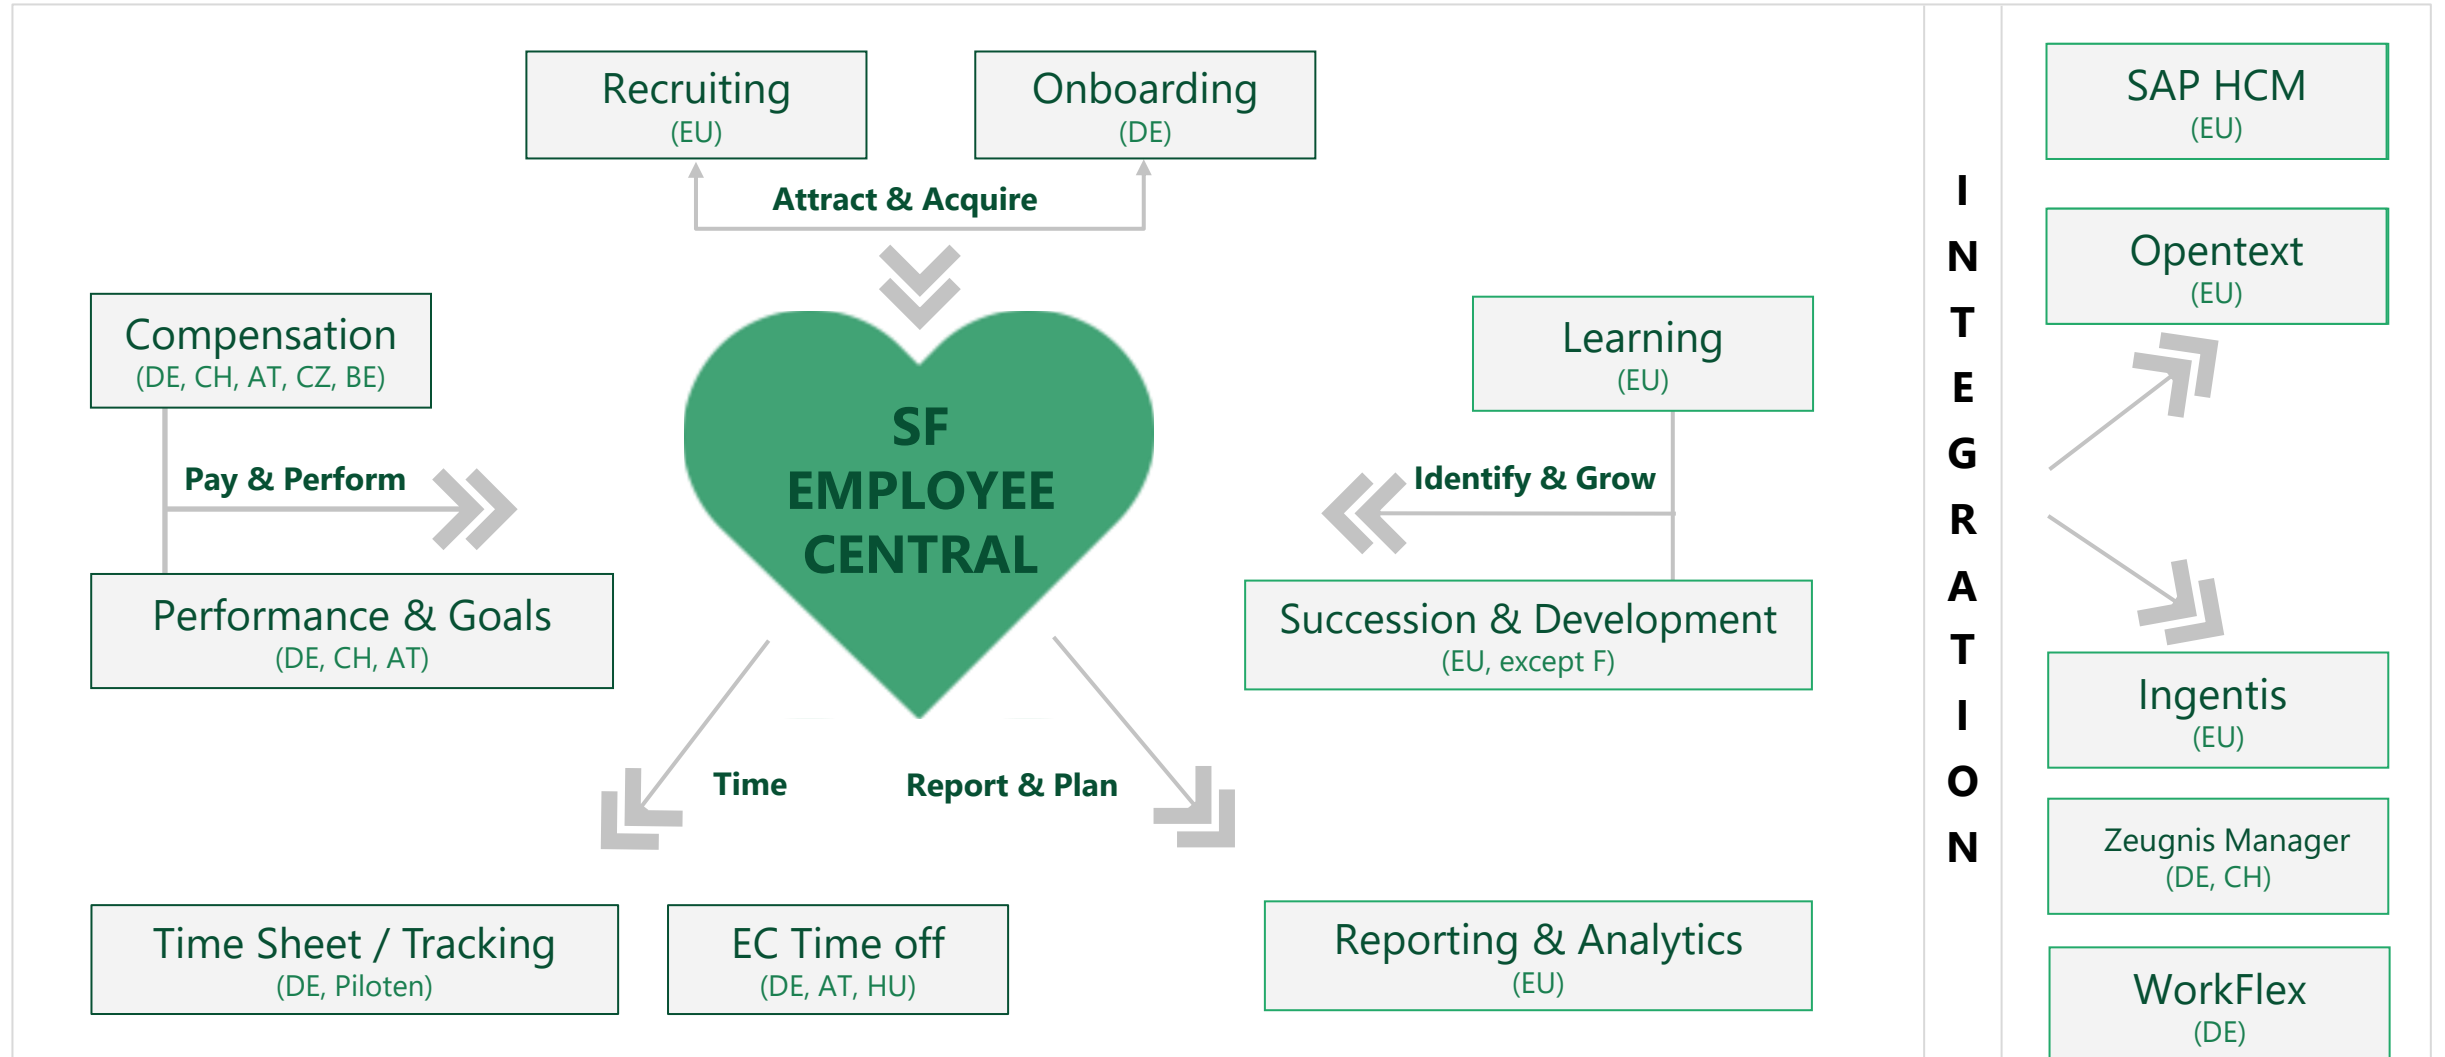 Recruiting
(EU)
Onboarding
(DE)
Attract & Acquire
Compensation
(DE, CH, AT, CZ, BE)
Pay & Perform
Performance & Goals
(DE, CH, AT)
SF
EMPLOYEE
CENTRAL
Learning
(EU)
Identify & Grow
Succession & Development
(EU, except F)
Time
Report & Plan
Time Sheet / Tracking
(DE, Piloten)
EC Time off
(DE, AT, HU)
Reporting & Analytics
(EU)
INTEGRATION
SAP HCM
(EU)
Opentext
(EU)
Ingentis
(EU)
Zeugnis Manager
(DE, CH)
WorkFlex
(DE)